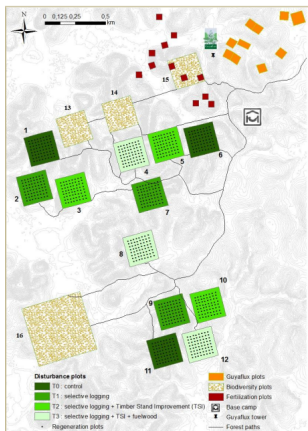 N
0 0,125 0,25 0,5
km
15
14
13
1
6
5
4
2
3
7
8
10
9
16
11
12
Disturbance plots
T0 : control
T1 : selective logging
T2 : selective logging + Timber Stand Improvement (TSI)
T3 : selective logging + TSI + fuelwood
Regeneration plots
Guyaflux plots
Biodiversity plots
Fertilization plots
Base camp
Guyaflux tower
Forest paths